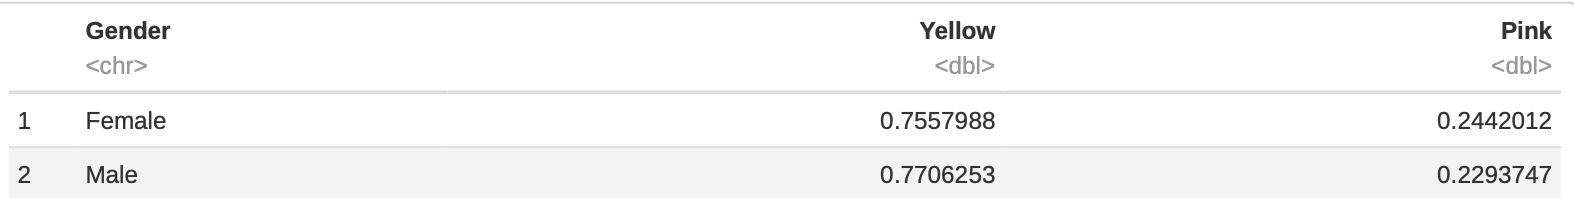 Gender Yellow Pink
<chr> <dbl> <dbl>
1 Female 0.7557988 0.2442012
2 Male 0.7706253 0.2293747